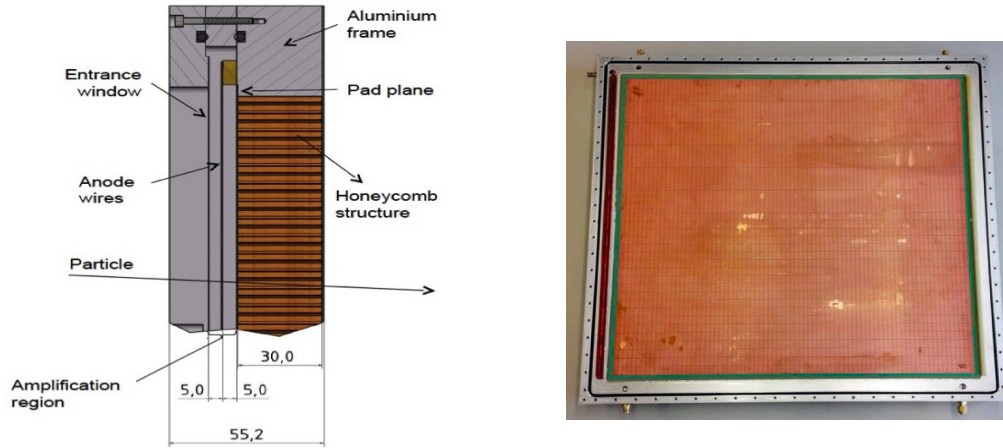 Aluminium
frame
Entrance
window
Pad plane
Anode
wires
Honeycomb
structure
Particle
30,0
Amplification
region
5,0
5,0
55,2